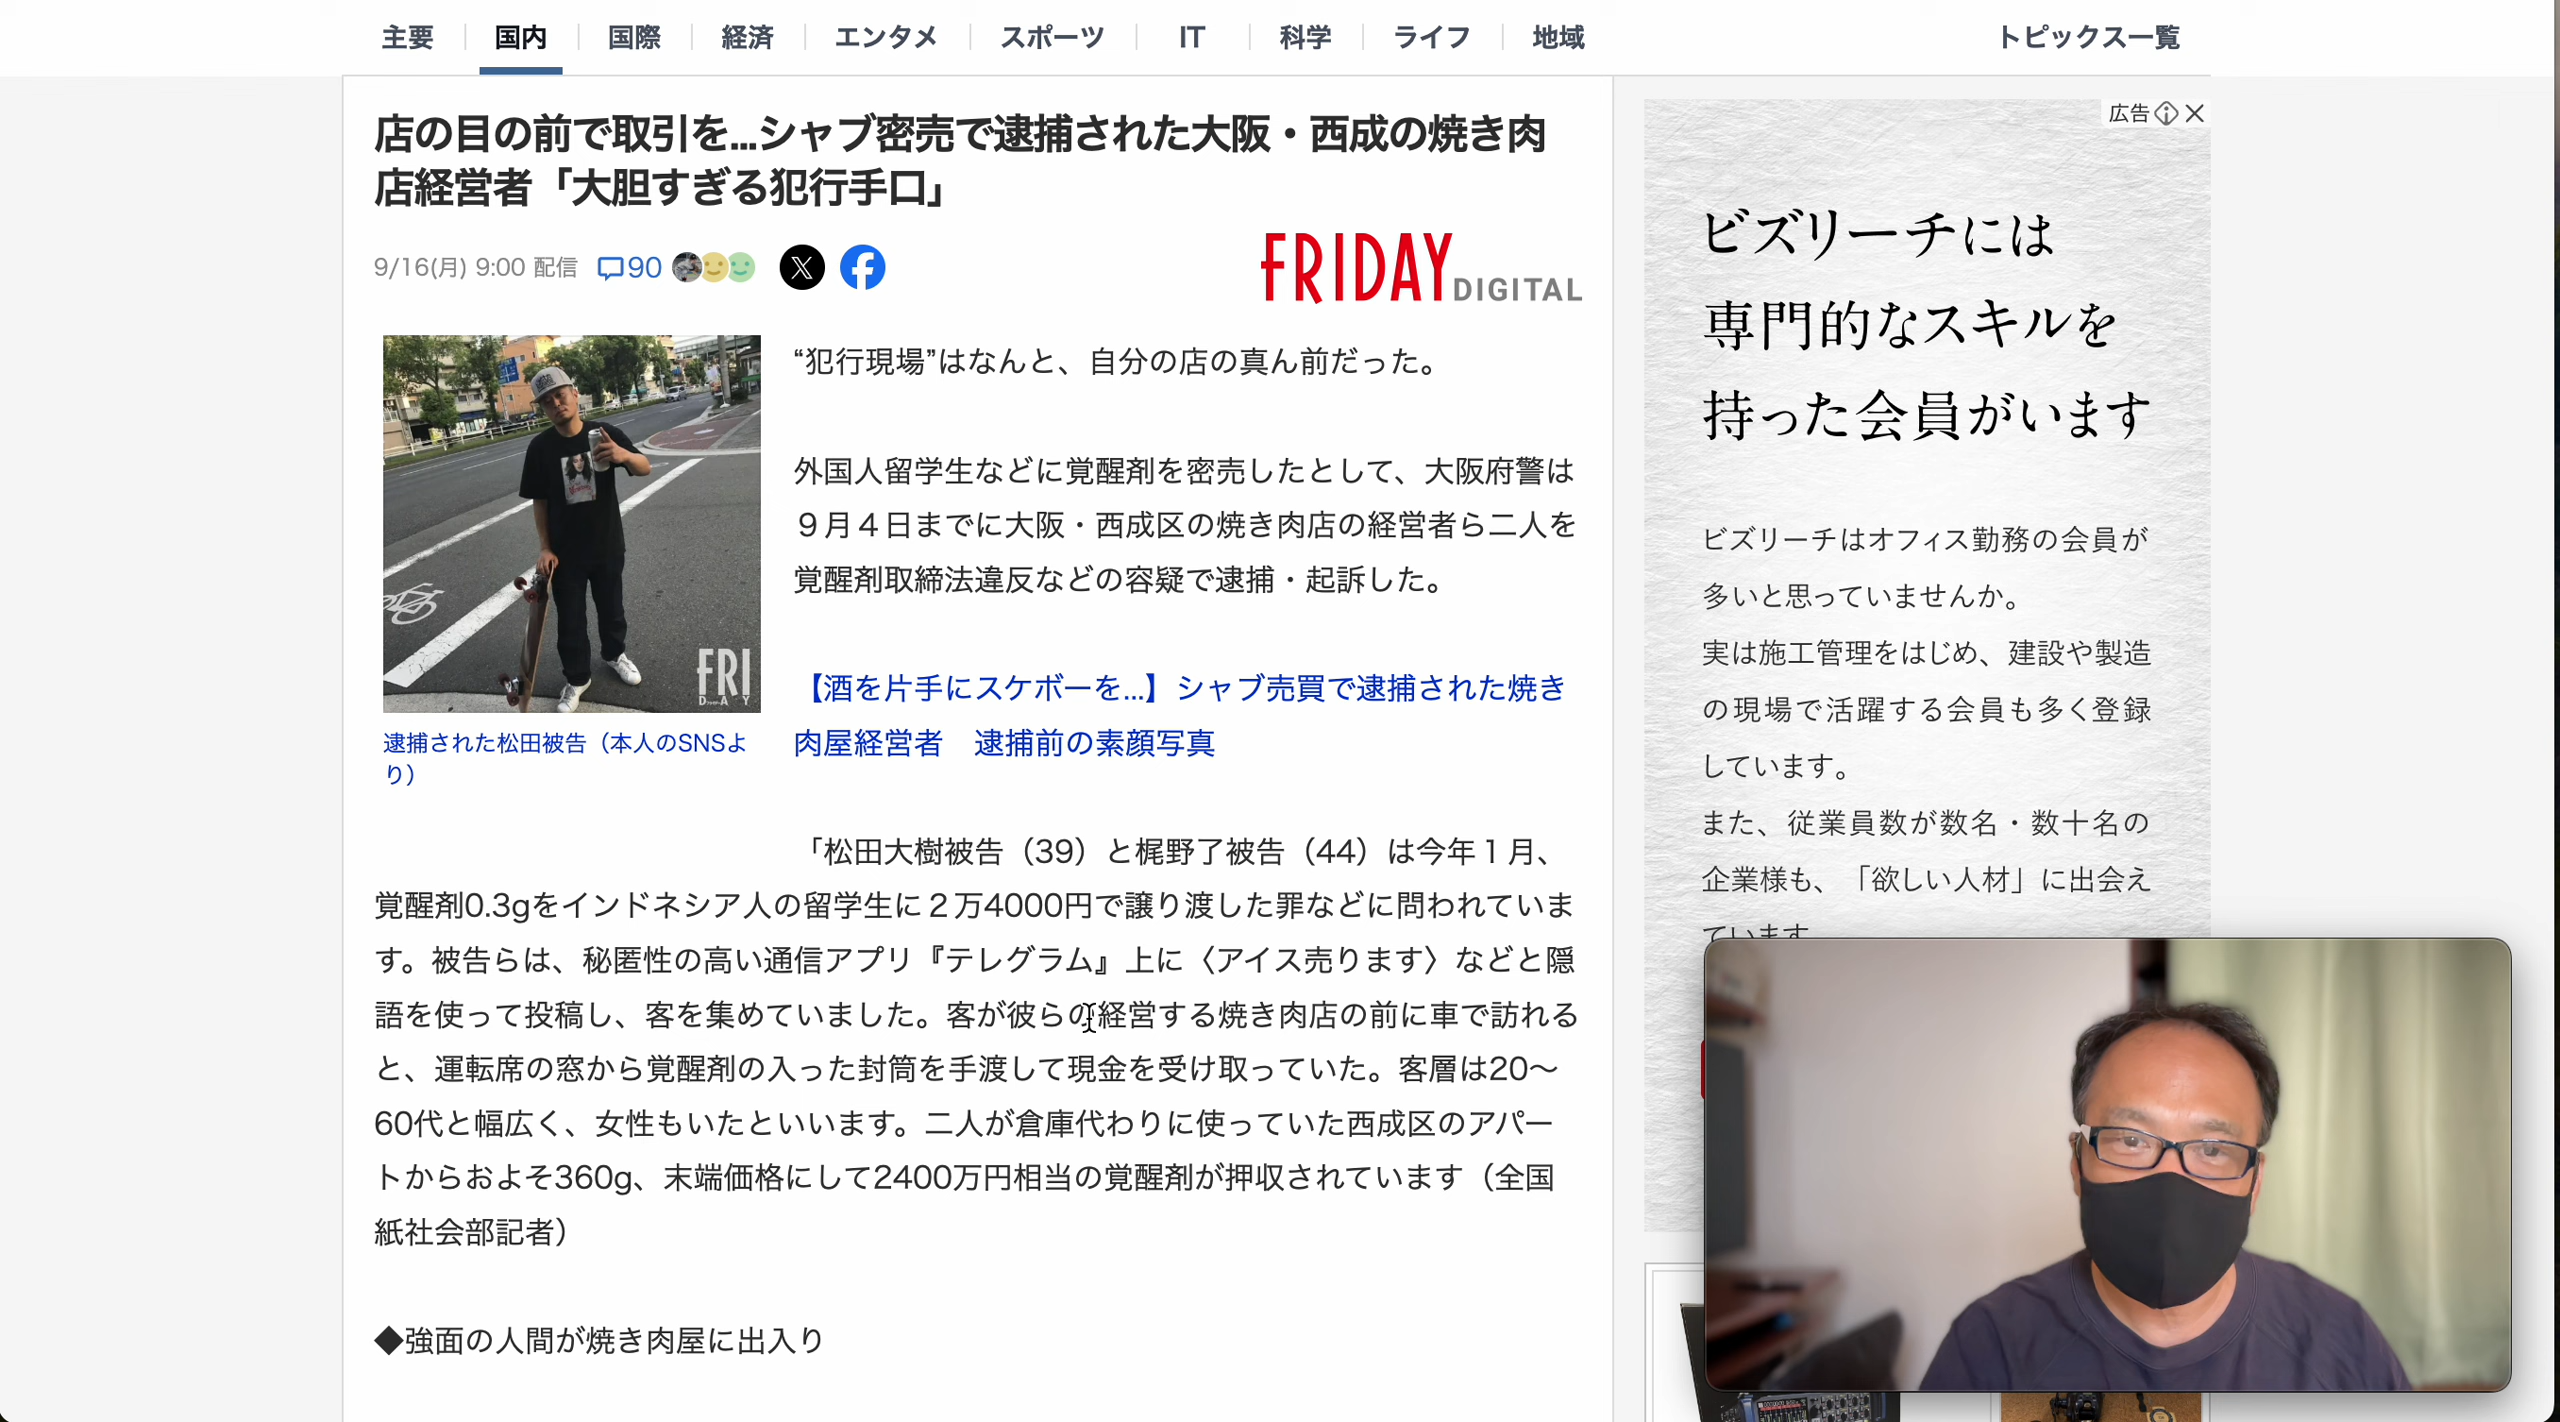 主要
国内
国際
経済
エンタメ
スポーツ
IT
科学
ライフ
地域
トピックス一覧
店の目の前で取引を...シャブ密売で逮捕された大阪・西成の焼き肉
店経営者「大胆すぎる犯行手口」
9/16(月) 9:00 配信
90
FRIDAY DIGITAL
FRI
DAY
逮捕された松田被告（本人のSNSよ
り）
“犯行現場”はなんと、自分の店の真ん前だった。
外国人留学生などに覚醒剤を密売したとして、大阪府警は
９月４日までに大阪・西成区の焼き肉店の経営者ら二人を
覚醒剤取締法違反などの容疑で逮捕・起訴した。
【酒を片手にスケボーを...】シャブ売買で逮捕された焼き
肉屋経営者　逮捕前の素顔写真
「松田大樹被告（39）と梶野了被告（44）は今年１月、
覚醒剤0.3gをインドネシア人の留学生に２万4000円で譲り渡した罪などに問われていま
す。被告らは、秘匿性の高い通信アプリ『テレグラム』上に〈アイス売ります〉などと隠
語を使って投稿し、客を集めていました。客が彼らの経営する焼き肉店の前に車で訪れる
と、運転席の窓から覚醒剤の入った封筒を手渡して現金を受け取っていた。客層は20〜
60代と幅広く、女性もいたといいます。二人が倉庫代わりに使っていた西成区のアパー
トからおよそ360g、末端価格にして2400万円相当の覚醒剤が押収されています（全国
紙社会部記者）
◆強面の人間が焼き肉屋に出入り
広告
ビズリーチには
専門的なスキルを
持った会員がいます
ビズリーチはオフィス勤務の会員が
多いと思っていませんか。
実は施工管理をはじめ、建設や製造
の現場で活躍する会員も多く登録
しています。
また、従業員数が数名・数十名の
企業様も、「欲しい人材」に出会え
ています